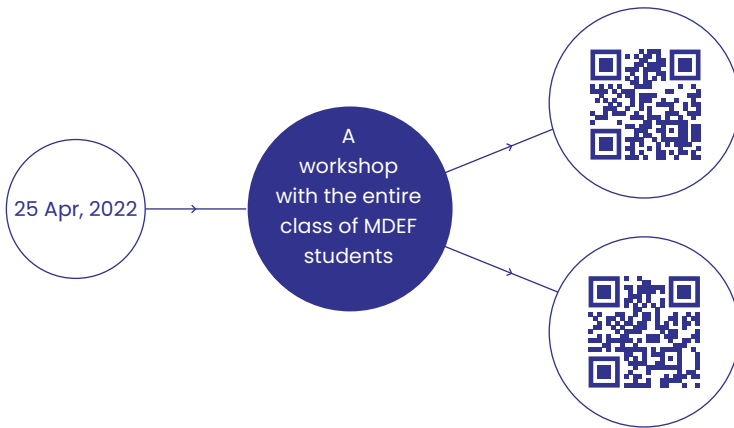 25 Apr, 2022
A
workshop
with the entire
class of MDEF
students